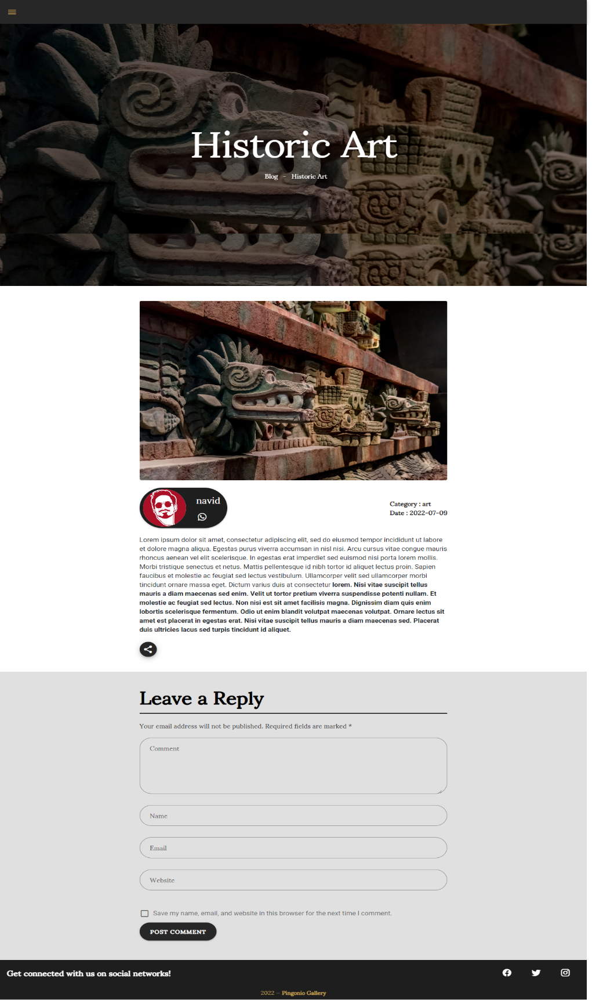 Historic Art
Blog – Historic Art
navid
Category : art
Date : 2022-07-09
Lorem ipsum dolor sit amet, consectetur adipiscing elit, sed do eiusmod tempor incididunt ut labore
et dolore magna aliqua. Egestas purus viverra accumsan in nisl nisi. Arcu cursus vitae congue mauris
rhoncus aenean vel elit scelerisque. In egestas erat imperdiet sed euismod nisi porta lorem mollis.
Morbi tristique senectus et netus. Mattis pellentesque id nibh tortor id aliquet lectus proin. Sapien
faucibus et molestie ac feugiat sed lectus vestibulum. Ullamcorper velit sed ullamcorper morbi
tincidunt ornare massa eget. Dictum varius duis at consectetur lorem. Nisi vitae suscipit tellus
mauris a diam maecenas sed enim. Velit ut tortor pretium viverra suspendisse potenti nullam. Et
molestie ac feugiat sed lectus. Non nisi est sit amet facilisis magna. Dignissim diam quis enim
lobortis scelerisque fermentum. Odio ut enim blandit volutpat maecenas volutpat. Ornare lectus sit
amet est placerat in egestas erat. Nisi vitae suscipit tellus mauris a diam maecenas sed. Placerat
duis ultricies lacus sed turpis tincidunt id aliquet.
Leave a Reply
Your email address will not be published. Required fields are marked *
Comment
Name
Email
Website
Save my name, email, and website in this browser for the next time I comment.
POST COMMENT
Get connected with us on social networks!
2022 — Pingonio Gallery